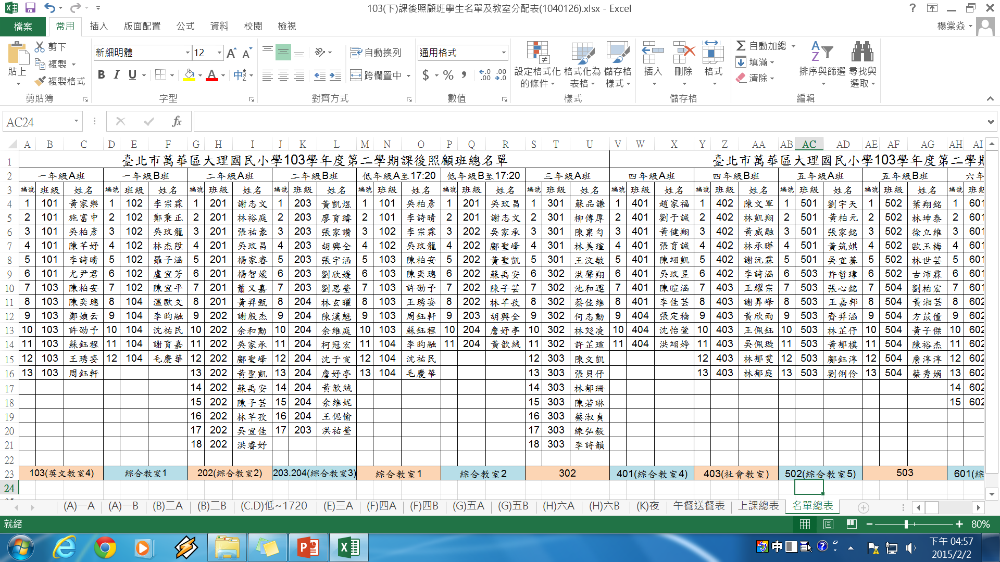 103(下)課後照顧班學生名單及教室分配表(1040126).xlsx - Excel
檔案 常用 插入 版面配置 公式 資料 校閱 檢視 楊棠焱
剪下 新細明體 12 自動換列 通用格式 自動加總
貼上 複製 設定格式化 格式化為 儲存格 插入 刪除 格式 填滿 排序與篩選 尋找與
複製格式 B I U A 跨欄置中 $ % 的條件 表格 樣式 清除 選取
剪貼簿 字型 對齊方式 數值 樣式 儲存格 編輯
AC24 fx
A B C D E F G H I J K L M N O P Q R S T U V W X Y Z AA AB AC AD AE AF AG AH AI
1 臺北市萬華區大理國民小學103學年度第二學期課後照顧班總名單 臺北市萬華區大理國民小學103學年度第二學期
2 一年級A班 一年級B班 二年級A班 二年級B班 低年級A至17:20 低年級B至17:20 三年級A班 四年級A班 四年級B班 五年級A班 五年級B班 六年
3 編號 班級 姓名 編號 班級 姓名 編號 班級 姓名 編號 班級 姓名 編號 班級 姓名 編號 班級 姓名 編號 班級 姓名 編號 班級 姓名 編號 班級 姓名 編號 班級 姓名 編號 班級 姓名 編號 班級
4 1 101 黃家樂 1 102 李宗霖 1 201 謝志文 1 203 黃凱煜 1 101 吳柏彥 1 201 吳玟昌 1 301 蘇品謙 1 401 趙家福 1 402 陳文軍 1 501 劉宇天 1 502 葉翔銘 1 601
5 2 101 施富中 2 102 鄭秉正 2 201 林裕庭 2 203 廖育璿 2 101 李詩晴 2 201 謝志文 2 301 柳傳厚 2 401 劉于誠 2 402 林凱翔 2 501 黃柏元 2 502 林坤泰 2 601
6 3 101 吳柏彥 3 102 吳玟龍 3 201 張祐豪 3 203 張家讚 3 102 李宗霖 3 202 吳家承 3 301 陳稟勻 3 401 黃健翔 3 402 黃威融 3 501 張家銘 3 502 徐立維 3 601
7 4 101 陳芊妤 4 102 林杰陞 4 201 吳玟昌 4 203 胡興全 4 102 吳玟龍 4 202 鄺聖峰 4 301 林美瑄 4 401 張育誠 4 402 林承曄 4 501 黃筑娸 4 502 歐玉梅 4 601
8 5 101 李詩晴 5 102 羅子涵 5 201 楊家睿 5 203 張宇涵 5 103 陳柏安 5 202 黃聖凱 5 301 王汶敏 5 401 陳翊凱 5 402 謝沅霖 5 501 吳宜蓁 5 502 林世芸 5 601
9 6 101 尤尹君 6 102 盧宜芳 6 201 楊智媛 6 203 劉欣媛 6 103 陳奕璁 6 202 蘇禹安 6 302 洪聲翔 6 401 吳玟昱 6 402 李詩涵 6 503 許哲瑋 6 502 古沛霖 6 601
10 7 103 陳柏安 7 102 陳宜平 7 201 蕭又嘉 7 203 劉思瑩 7 103 許劭予 7 202 陳子芸 7 302 池和運 7 401 陳暄涵 7 403 王耀宗 7 503 張心銘 7 504 劉柏宏 7 601
11 8 103 陳奕璁 8 104 溫歐文 8 201 黃羿甄 8 204 林玄曜 8 103 王琇姿 8 202 林芊孜 8 302 蔡佳維 8 401 李佳芸 8 403 謝昇峰 8 503 王嘉邦 8 504 黃湘芸 8 602
12 9 103 鄭媜云 9 104 李昀融 9 202 謝殷杰 9 204 陳漢魁 9 103 周鈺軒 9 203 胡興全 9 302 何志勳 9 404 張定稐 9 403 黃欣雨 9 503 齊羿涵 9 504 方苡僮 9 602
13 10 103 許劭予 10 104 沈祐民 10 202 余和勳 10 204 余維庭 10 103 蘇鈺程 10 204 詹妤亭 10 302 凌 10 404 沈怡萱 10 403 王佩鈺 10 503 林芷伃 10 504 黃子傑 10 602
14 11 103 蘇鈺程 11 104 謝育嘉 11 202 吳家承 11 204 柯冠宏 11 104 李昀融 11 204 黃歆絨 11 302 許芷瑄 11 404 洪翊婷 11 403 吳佩璇 11 503 黃郁棋 11 504 陳裕杰 11 602
15 12 103 王琇姿 12 104 毛慶華 12 202 鄺聖峰 12 204 沈于宣 12 104 沈祐民 12 303 陳文凱 12 403 林郁雯 12 503 鄺鈺淳 12 504 詹淳淳 12 602
16 13 103 周鈺軒 13 202 黃聖凱 13 204 詹妤亭 13 104 毛慶華 13 303 張貝伃 13 403 林郁庭 13 503 劉俐伶 13 504 蔡秀娟 13 602
17 14 202 蘇禹安 14 204 黃歆絨 14 303 林郁珊 14 602
18 15 202 陳子芸 15 204 余維妮 15 303 陳若琳 15 602
19 16 202 林芊孜 16 204 王偲愉 16 303 蔡淑貞
20 17 202 吳宜佳 17 203 洪祐瑩 17 303 練弘毅
21 18 202 洪睿妤 18 303 李詩韻
22
23 103(英文教室4) 綜合教室1 202(綜合教室2) 203.204(綜合教室3) 綜合教室1 綜合教室2 302 401(綜合教室4) 403(社會教室) 502(綜合教室5) 503 601(綜
24
(A)一A (A)一B (B)二A (B)二B (C.D)低~1720 (E)三A (F)四A (F)四B (G)五A (G)五B (H)六A (H)六B (K)夜 午餐送餐表 上課總表 名單總表
就緒 80%
中 下午 04:57
2015/2/2